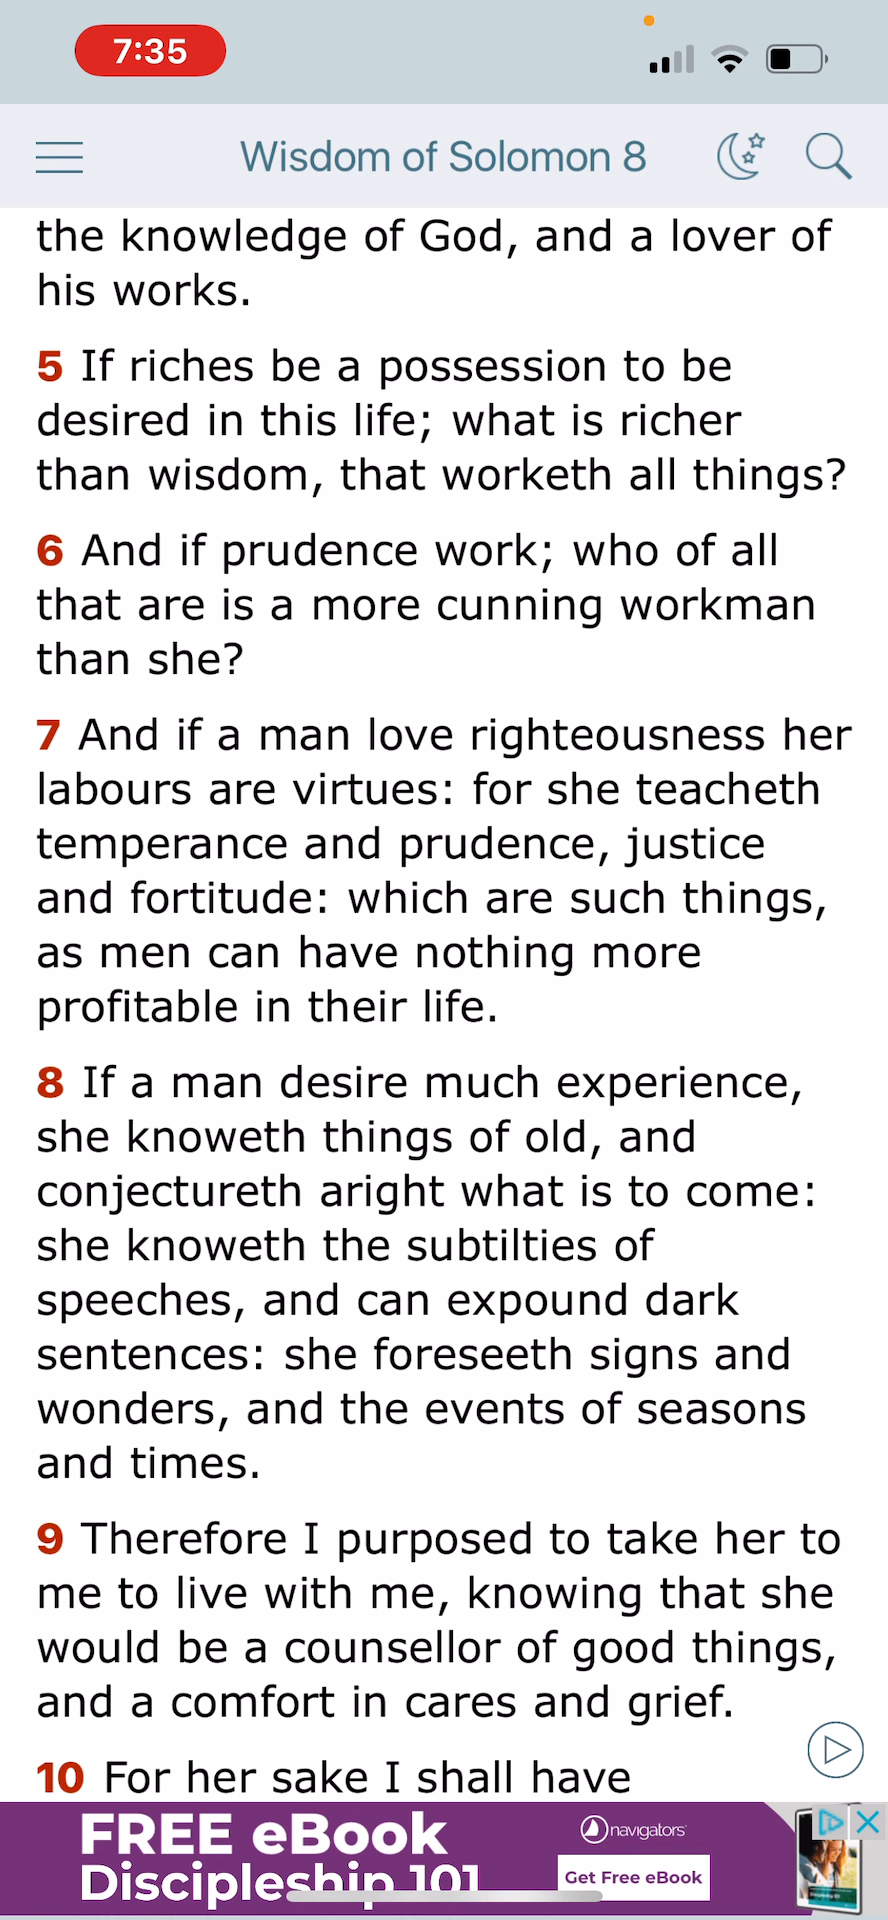 7:35
Wisdom of Solomon 8
the knowledge of God, and a lover of
his works.
5 If riches be a possession to be
desired in this life; what is richer
than wisdom, that worketh all things?
6 And if prudence work; who of all
that are is a more cunning workman
than she?
7 And if a man love righteousness her
labours are virtues: for she teacheth
temperance and prudence, justice
and fortitude: which are such things,
as men can have nothing more
profitable in their life.
8 If a man desire much experience,
she knoweth things of old, and
conjectureth aright what is to come:
she knoweth the subtilties of
speeches, and can expound dark
sentences: she foreseeth signs and
wonders, and the events of seasons
and times.
9 Therefore I purposed to take her to
me to live with me, knowing that she
would be a counsellor of good things,
and a comfort in cares and grief.
10 For her sake I shall have
FREE eBook
Discipleship 101
navigators
Get Free eBook